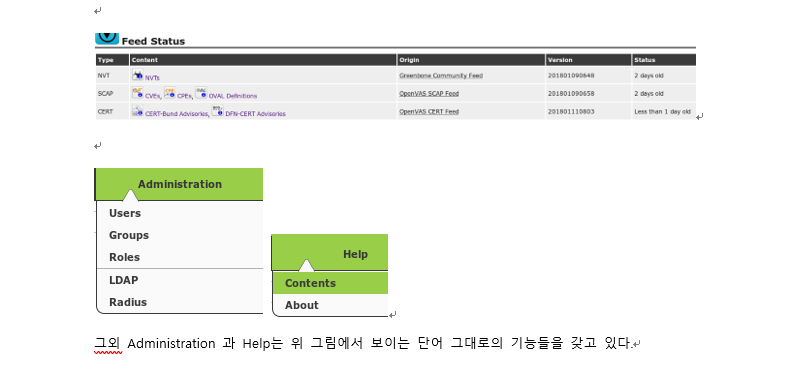 Feed Status
Type Content Origin Version Status
NVT NVTs Greenbone Community Feed 201801090648 2 days old
SCAP CVEs, CPEs, OVAL Definitions OpenVAS SCAP Feed 201801090658 2 days old
CERT CERT-Bund Advisories, DFN-CERT Advisories OpenVAS CERT Feed 201801110803 Less than 1 day old
Administration
Users
Groups
Roles
LDAP
Radius
Help
Contents
About
그외 Administration 과 Help는 위 그림에서 보이는 단어 그대로의 기능들을 갖고 있다.